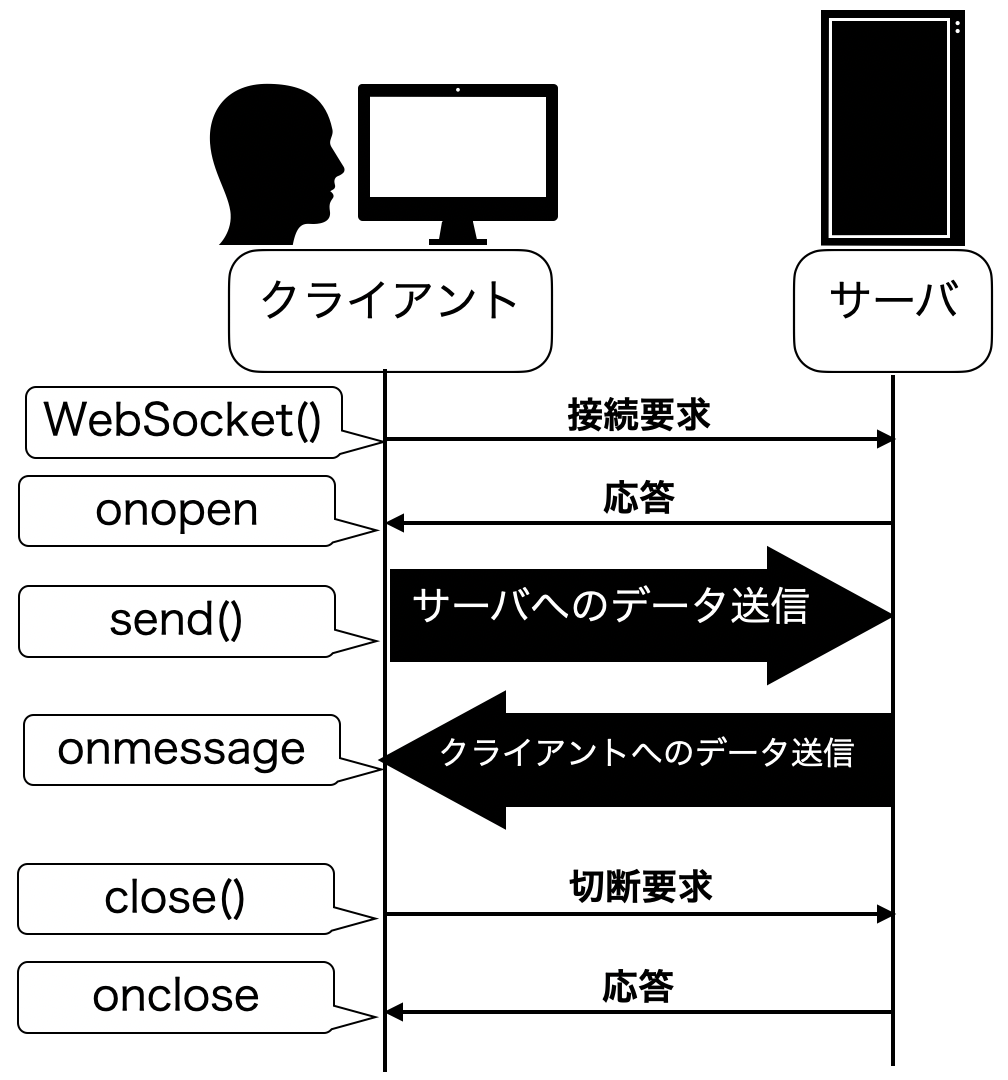 クライアント
サーバ
WebSocket()
接続要求
onopen
応答
send()
サーバへのデータ送信
onmessage
クライアントへのデータ送信
close()
切断要求
onclose
応答